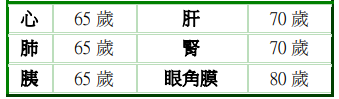 心 65 歲 肝 70 歲
肺 65 歲 腎 70 歲
胰 65 歲 眼角膜 80 歲